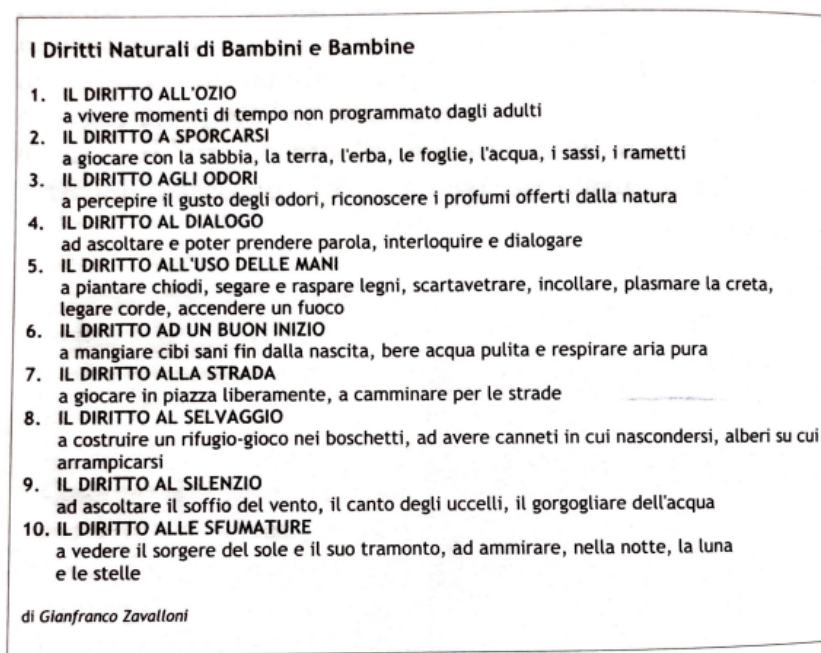 I Diritti Naturali di Bambini e Bambine
1. IL DIRITTO ALL'OZIO
a vivere momenti di tempo non programmato dagli adulti
2. IL DIRITTO A SPORCARSI
a giocare con la sabbia, la terra, l'erba, le foglie, l'acqua, i sassi, i rametti
3. IL DIRITTO AGLI ODORI
a percepire il gusto degli odori, riconoscere i profumi offerti dalla natura
4. IL DIRITTO AL DIALOGO
ad ascoltare e poter prendere parola, interloquire e dialogare
5. IL DIRITTO ALL'USO DELLE MANI
a piantare chiodi, segare e raspare legni, scartavetrare, incollare, plasmare la creta,
legare corde, accendere un fuoco
6. IL DIRITTO AD UN BUON INIZIO
a mangiare cibi sani fin dalla nascita, bere acqua pulita e respirare aria pura
7. IL DIRITTO ALLA STRADA
a giocare in piazza liberamente, a camminare per le strade
8. IL DIRITTO AL SELVAGGIO
a costruire un rifugio-gioco nei boschetti, ad avere canneti in cui nascondersi, alberi su cui
arrampicarsi
9. IL DIRITTO AL SILENZIO
ad ascoltare il soffio del vento, il canto degli uccelli, il gorgogliare dell'acqua
10. IL DIRITTO ALLE SFUMATURE
a vedere il sorgere del sole e il suo tramonto, ad ammirare, nella notte, la luna
e le stelle
di Gianfranco Zavalloni